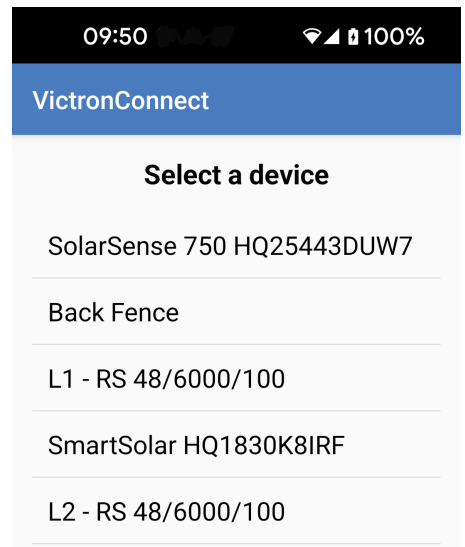 09:50 100%
VictronConnect
Select a device
SolarSense 750 HQ25443DUW7
Back Fence
L1 - RS 48/6000/100
SmartSolar HQ1830K8IRF
L2 - RS 48/6000/100